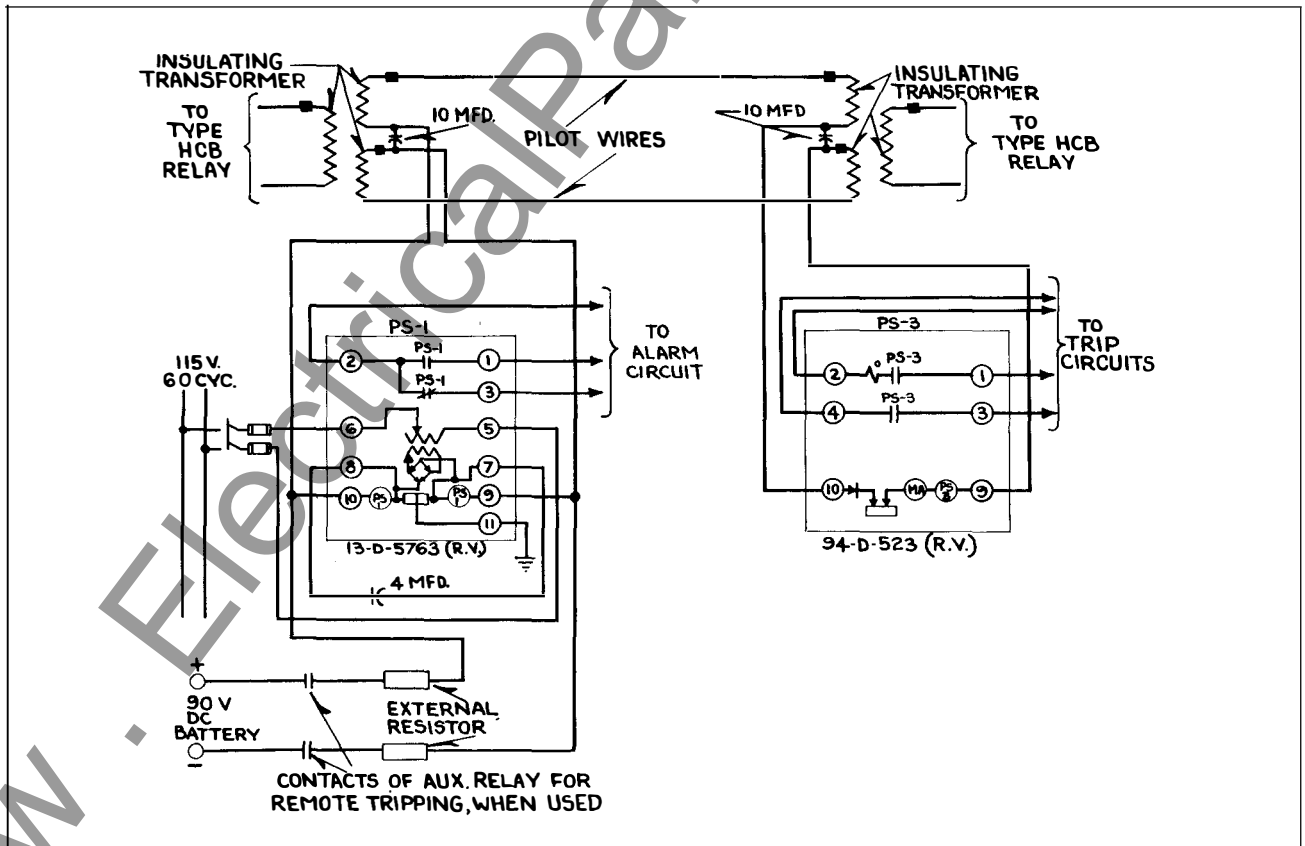 INSULATING
TRANSFORMER
TO
TYPE
HCB
RELAY
10 MFD.
PILOT WIRES
10 MFD
INSULATING
TRANSFORMER
TO
TYPE HCB
RELAY
PS-1
2
PS-1
1
PS-1
3
TO
ALARM
CIRCUIT
115 V.
60 CYC.
6
5
8
7
10
PS
1
9
11
13-D-5763 (R.V.)
4 MFD.
PS-3
2
PS-3
1
4
PS-3
3
TO
TRIP
CIRCUITS
10
MA
PS
9
94-D-523 (R.V.)
+
90 V
DC
BATTERY
-
EXTERNAL
RESISTOR
CONTACTS OF AUX. RELAY FOR
REMOTE TRIPPING, WHEN USED
www. ElectricalPa